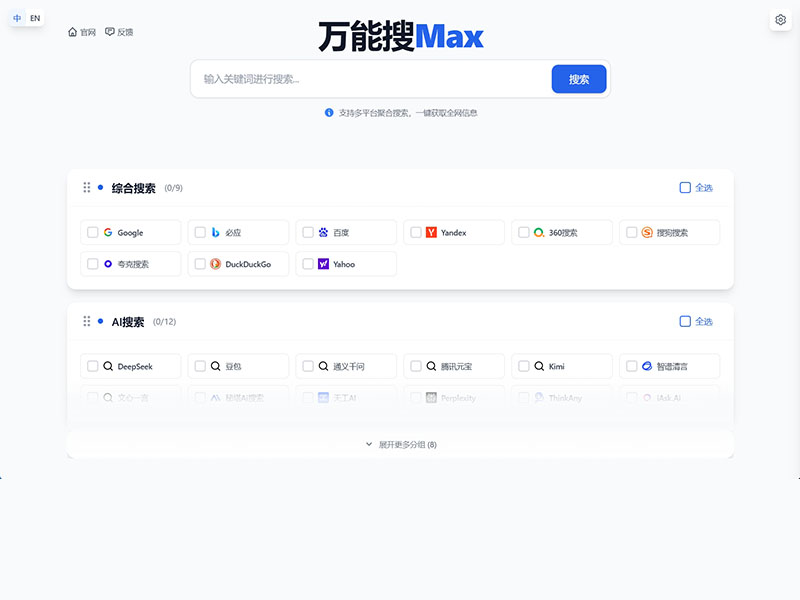 中 EN
官网 反馈
万能搜Max
输入关键词进行搜索... 搜索
支持多平台聚合搜索，一键获取全网信息
综合搜索 (0/9) 全选
Google 必应 百度 Yandex 360搜索 搜狗搜索
夸克搜索 DuckDuckGo Yahoo
AI搜索 (0/12) 全选
DeepSeek 豆包 通义千问 腾讯元宝 Kimi 智谱清言
文心一言 秘塔AI搜索 天工AI Perplexity ThinkAny iAsk.AI
展开更多分组 (8)